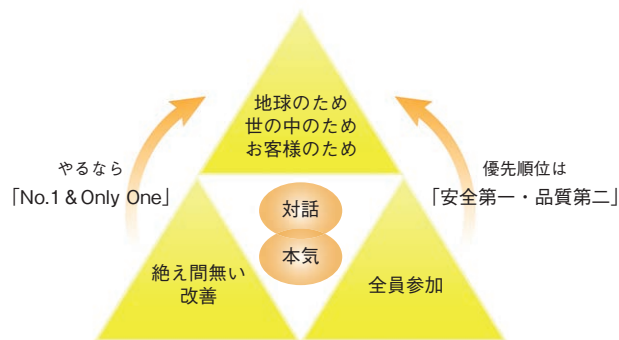 地球のため
世の中のため
お客様のため
やるなら
「No.1 & Only One」
優先順位は
「安全第一・品質第二」
対話
本気
絶え間無い
改善
全員参加